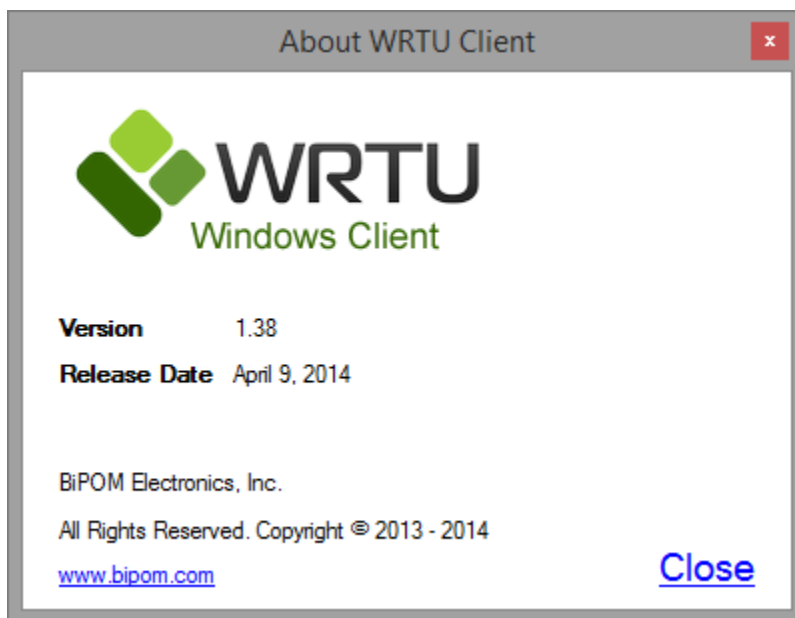 About WRTU Client
x
WRTU
Windows Client
Version 1.38
Release Date April 9, 2014
BiPOM Electronics, Inc.
All Rights Reserved. Copyright © 2013 - 2014
www.bipom.com
Close